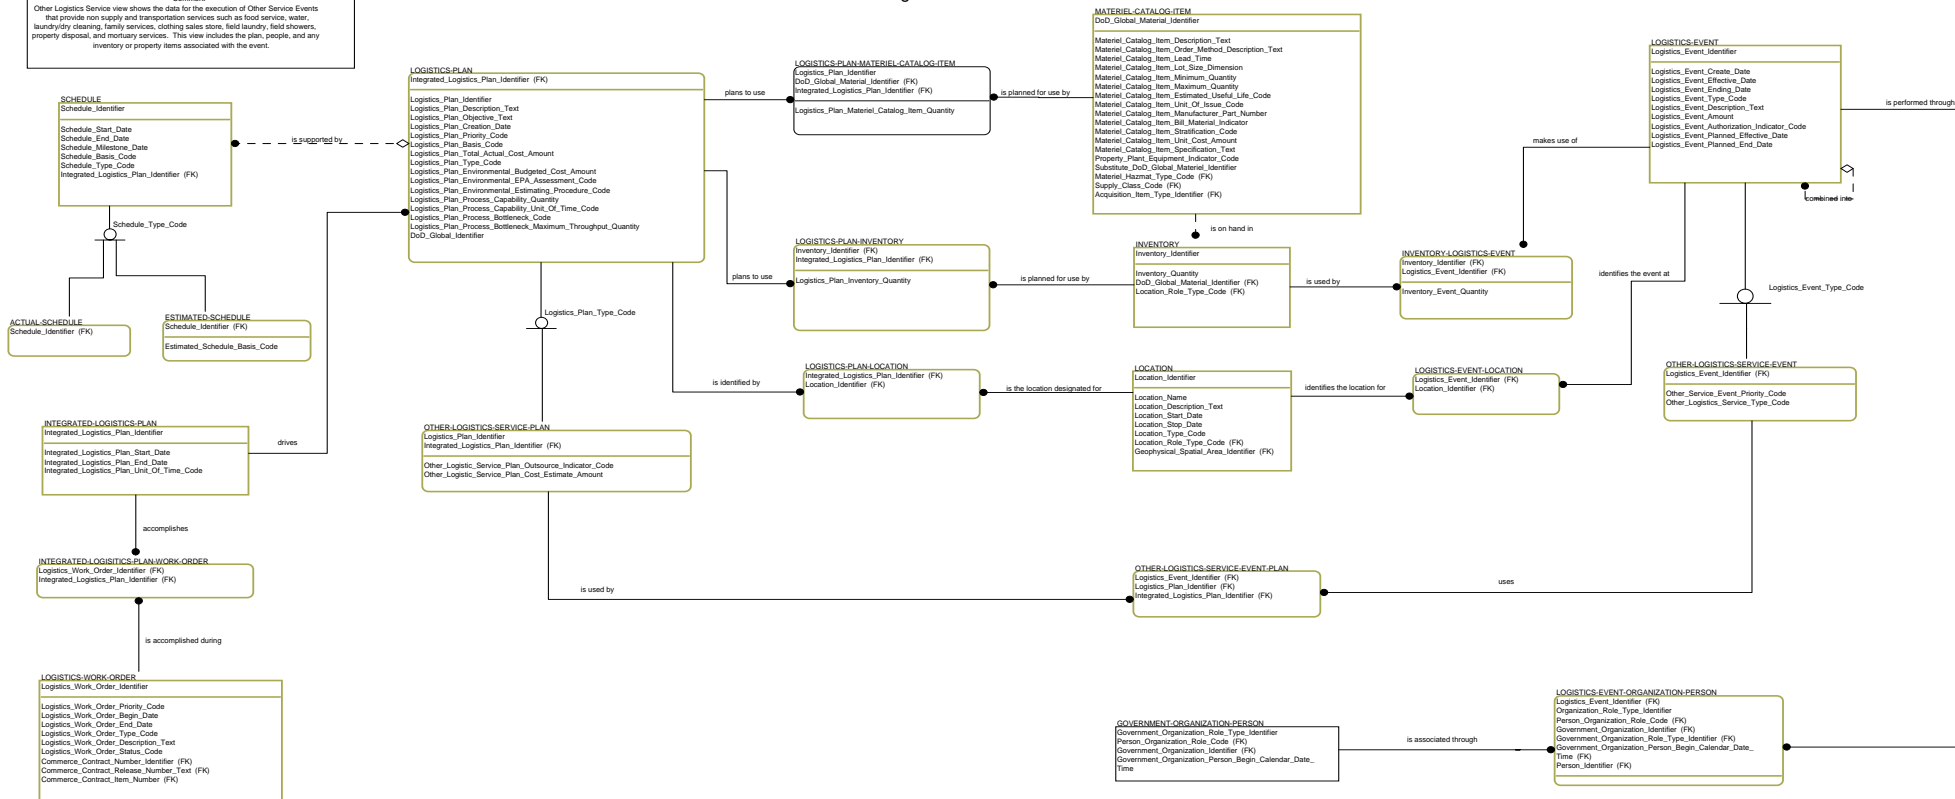 Other Logistics Service view shows the data for the execution of Other Service Events
that provide non supply and transportation services such as food service, water,
laundry/dry cleaning, family services, clothing sales store, field laundry, field showers,
property disposal, and mortuary services.  This view includes the plan, people, and any
inventory or property items associated with the event.
SCHEDULE
Schedule_Identifier
Schedule_Start_Date
Schedule_End_Date
Schedule_Milestone_Date
Schedule_Basis_Code
Schedule_Type_Code
Integrated_Logistics_Plan_Identifier (FK)
is supported by
Schedule_Type_Code
ACTUAL-SCHEDULE
Schedule_Identifier (FK)
ESTIMATED-SCHEDULE
Schedule_Identifier (FK)
Estimated_Schedule_Basis_Code
INTEGRATED-LOGISTICS-PLAN
Integrated_Logistics_Plan_Identifier
Integrated_Logistics_Plan_Start_Date
Integrated_Logistics_Plan_End_Date
Integrated_Logistics_Plan_Unit_Of_Time_Code
drives
accomplishes
INTEGRATED-LOGISITICS-PLAN-WORK-ORDER
Logistics_Work_Order_Identifier (FK)
Integrated_Logistics_Plan_Identifier (FK)
is accomplished during
LOGISTICS-WORK-ORDER
Logistics_Work_Order_Identifier
Logistics_Work_Order_Priority_Code
Logistics_Work_Order_Begin_Date
Logistics_Work_Order_End_Date
Logistics_Work_Order_Type_Code
Logistics_Work_Order_Description_Text
Logistics_Work_Order_Status_Code
Commerce_Contract_Number_Identifier (FK)
Commerce_Contract_Release_Number_Text (FK)
Commerce_Contract_Item_Number (FK)
LOGISTICS-PLAN
Integrated_Logistics_Plan_Identifier (FK)
Logistics_Plan_Identifier
Logistics_Plan_Description_Text
Logistics_Plan_Objective_Text
Logistics_Plan_Creation_Date
Logistics_Plan_Priority_Code
Logistics_Plan_Basis_Code
Logistics_Plan_Total_Actual_Cost_Amount
Logistics_Plan_Type_Code
Logistics_Plan_Environmental_Budgeted_Cost_Amount
Logistics_Plan_Environmental_EPA_Assessment_Code
Logistics_Plan_Environmental_Estimating_Procedure_Code
Logistics_Plan_Process_Capability_Quantity
Logistics_Plan_Process_Capability_Unit_Of_Time_Code
Logistics_Plan_Process_Bottleneck_Code
Logistics_Plan_Process_Bottleneck_Maximum_Throughput_Quantity
DoD_Global_Identifier
plans to use
plans to use
is identified by
Logistics_Plan_Type_Code
OTHER-LOGISTICS-SERVICE-PLAN
Logistics_Plan_Identifier
Integrated_Logistics_Plan_Identifier (FK)
Other_Logistic_Service_Plan_Outsource_Indicator_Code
Other_Logistic_Service_Plan_Cost_Estimate_Amount
is used by
LOGISTICS-PLAN-MATERIEL-CATALOG-ITEM
Logistics_Plan_Identifier
DoD_Global_Material_Identifier (FK)
Integrated_Logistics_Plan_Identifier (FK)
Logistics_Plan_Materiel_Catalog_Item_Quantity
is planned for use by
LOGISTICS-PLAN-INVENTORY
Inventory_Identifier (FK)
Integrated_Logistics_Plan_Identifier (FK)
Logistics_Plan_Inventory_Quantity
is planned for use by
LOGISTICS-PLAN-LOCATION
Integrated_Logistics_Plan_Identifier (FK)
Location_Identifier (FK)
is the location designated for
MATERIEL-CATALOG-ITEM
DoD_Global_Material_Identifier
Materiel_Catalog_Item_Description_Text
Materiel_Catalog_Item_Order_Method_Description_Text
Materiel_Catalog_Item_Lead_Time
Materiel_Catalog_Item_Lot_Size_Dimension
Materiel_Catalog_Item_Minimum_Quantity
Materiel_Catalog_Item_Maximum_Quantity
Materiel_Catalog_Item_Estimated_Useful_Life_Code
Materiel_Catalog_Item_Unit_Of_Issue_Code
Materiel_Catalog_Item_Manufacturer_Part_Number
Materiel_Catalog_Item_Bill_Material_Indicator
Materiel_Catalog_Item_Stratification_Code
Materiel_Catalog_Item_Unit_Cost_Amount
Materiel_Catalog_Item_Specification_Text
Property_Plant_Equipment_Indicator_Code
Substitute_DoD_Global_Materiel_Identifier
Materiel_Hazmat_Type_Code (FK)
Supply_Class_Code (FK)
Acquisition_Item_Type_Identifier (FK)
is on hand in
INVENTORY
Inventory_Identifier
Inventory_Quantity
DoD_Global_Material_Identifier (FK)
Location_Role_Type_Code (FK)
is used by
LOCATION
Location_Identifier
Location_Name
Location_Description_Text
Location_Start_Date
Location_Stop_Date
Location_Type_Code
Location_Role_Type_Code (FK)
Geophysical_Spatial_Area_Identifier (FK)
identifies the location for
INVENTORY-LOGISTICS-EVENT
Inventory_Identifier (FK)
Logistics_Event_Identifier (FK)
Inventory_Event_Quantity
makes use of
LOGISTICS-EVENT-LOCATION
Logistics_Event_Identifier (FK)
Location_Identifier (FK)
identifies the event at
LOGISTICS-EVENT
Logistics_Event_Identifier
Logistics_Event_Create_Date
Logistics_Event_Effective_Date
Logistics_Event_Ending_Date
Logistics_Event_Type_Code
Logistics_Event_Description_Text
Logistics_Event_Amount
Logistics_Event_Authorization_Indicator_Code
Logistics_Event_Planned_Effective_Date
Logistics_Event_Planned_End_Date
is performed through
combined into
Logistics_Event_Type_Code
OTHER-LOGISTICS-SERVICE-EVENT
Logistics_Event_Identifier (FK)
Other_Service_Event_Priority_Code
Other_Logistics_Service_Type_Code
uses
OTHER-LOGISTICS-SERVICE-EVENT-PLAN
Logistics_Event_Identifier (FK)
Logistics_Plan_Identifier (FK)
Integrated_Logistics_Plan_Identifier (FK)
GOVERNMENT-ORGANIZATION-PERSON
Government_Organization_Role_Type_Identifier
Person_Organization_Role_Code (FK)
Government_Organization_Identifier (FK)
Government_Organization_Person_Begin_Calendar_Date_
Time
is associated through
LOGISTICS-EVENT-ORGANIZATION-PERSON
Logistics_Event_Identifier (FK)
Organization_Role_Type_Identifier
Person_Organization_Role_Code (FK)
Government_Organization_Identifier (FK)
Government_Organization_Role_Type_Identifier (FK)
Government_Organization_Person_Begin_Calendar_Date_
Time (FK)
Person_Identifier (FK)